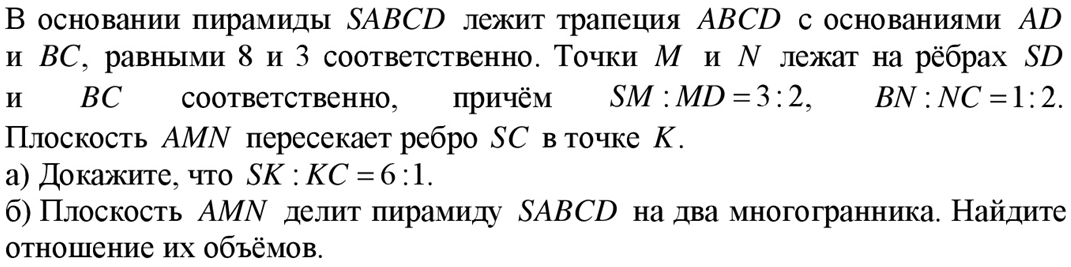 В основании пирамиды SABCD лежит трапеция ABCD с основаниями AD
и BC, равными 8 и 3 соответственно. Точки M и N лежат на рёбрах SD
и BC соответственно, причём SM : MD = 3 : 2, BN : NC = 1 : 2.
Плоскость AMN пересекает ребро SC в точке K.
а) Докажите, что SK : KC = 6 : 1.
б) Плоскость AMN делит пирамиду SABCD на два многогранника. Найдите
отношение их объёмов.